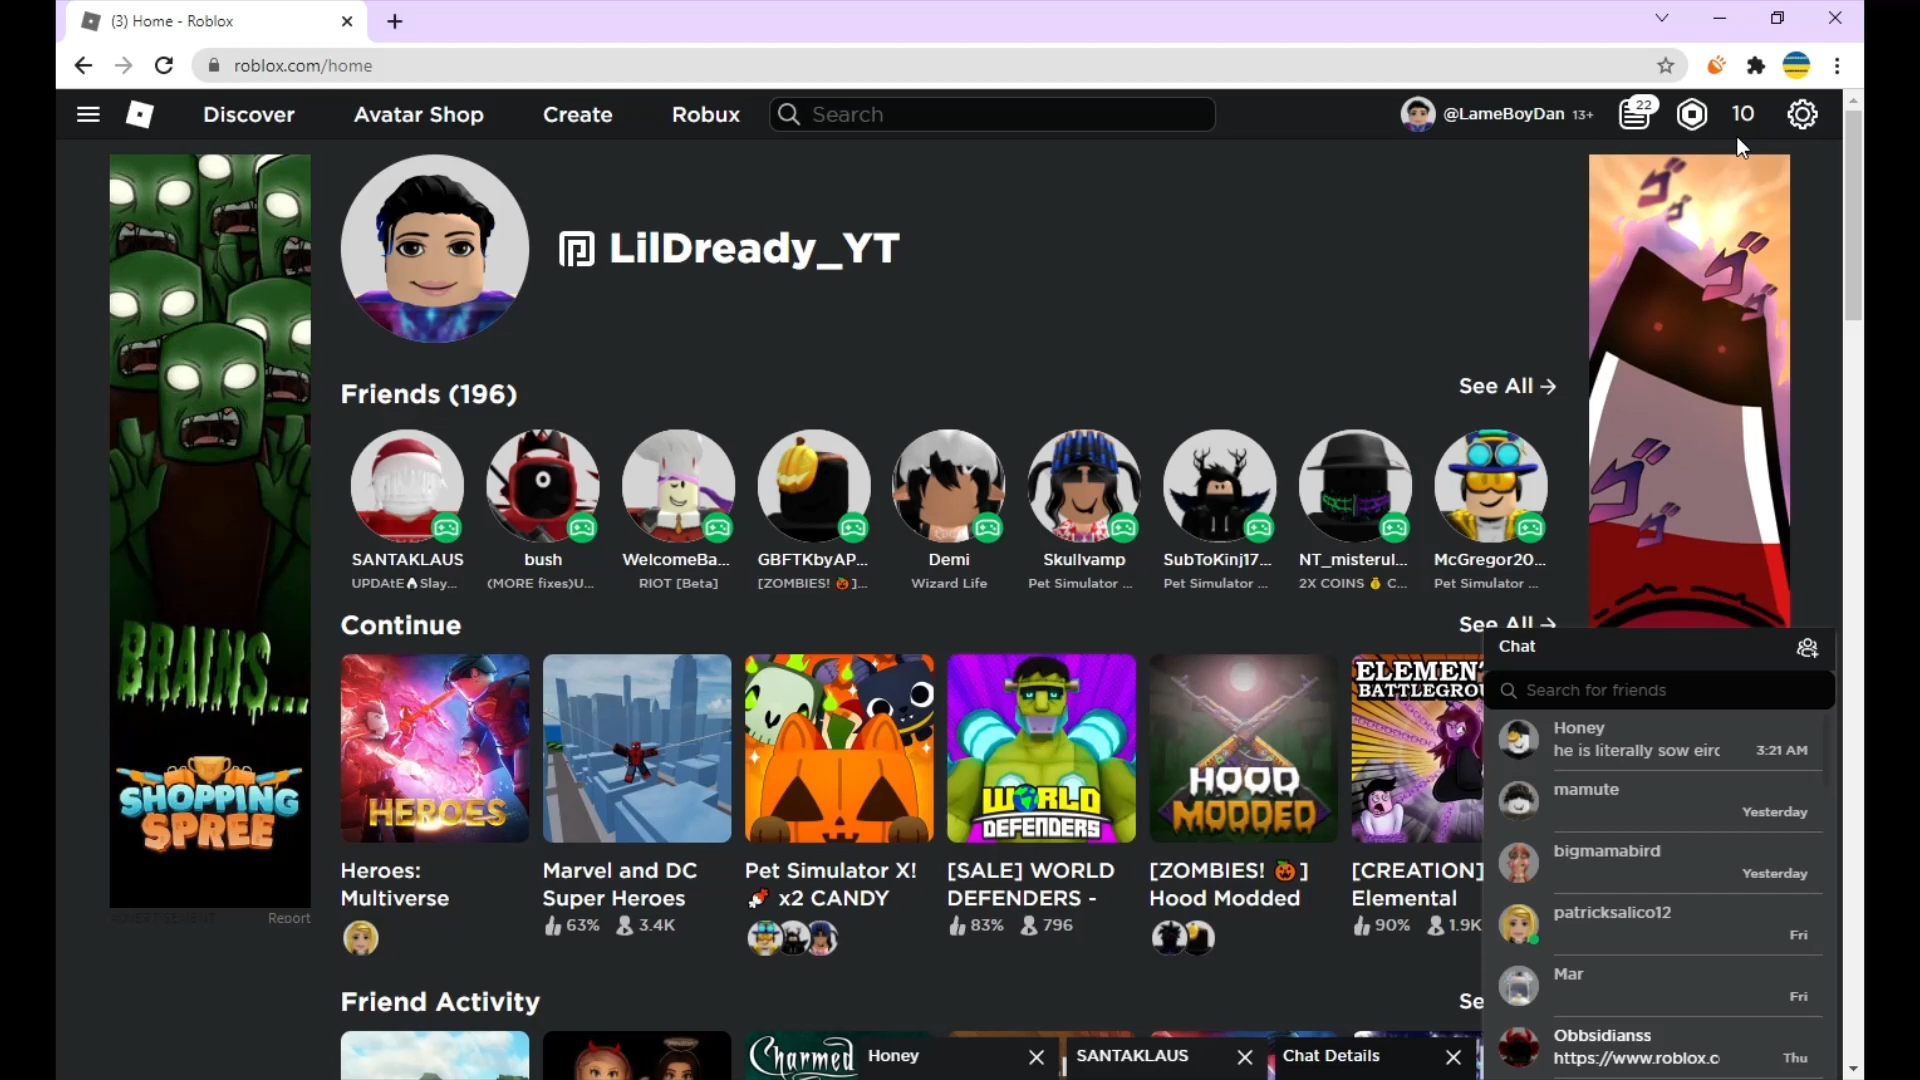 (3) Home - Roblox
roblox.com/home
Discover
Avatar Shop
Create
Robux
Search
@LameBoyDan 13+
22
10
LilDready_YT
Friends (196)
See All →
SANTAKLAUS
bush
WelcomeBa...
GBFTKbyAP...
Demi
Skullvamp
SubToKinj17...
NT_misterul...
McGregor20...
UPDAtE🔥Slay...
(MORE fixes)U...
RIOT [Beta]
[ZOMBIES! 🎃]...
Wizard Life
Pet Simulator ...
Pet Simulator ...
2X COINS 💰 C...
Pet Simulator ...
Continue
See All →
HEROES
WORLD
DEFENDERS
HOOD
MODDED
Heroes:
Multiverse
Marvel and DC
Super Heroes
63% 3.4K
Pet Simulator X!
🍬 x2 CANDY
[SALE] WORLD
DEFENDERS -
83% 796
[ZOMBIES! 🎃]
Hood Modded
[CREATION]
Elemental
90% 1.9K
Friend Activity
Charmed
BRAINS...
SHOPPING
SPREE
ADVERTISEMENT
Report
Chat
Search for friends
Honey
he is literally sow eirc 3:21 AM
mamute
Yesterday
bigmamabird
Yesterday
patricksalico12
Fri
Mar
Fri
Obbsidianss
https://www.roblox.c Thu
Honey
SANTAKLAUS
Chat Details